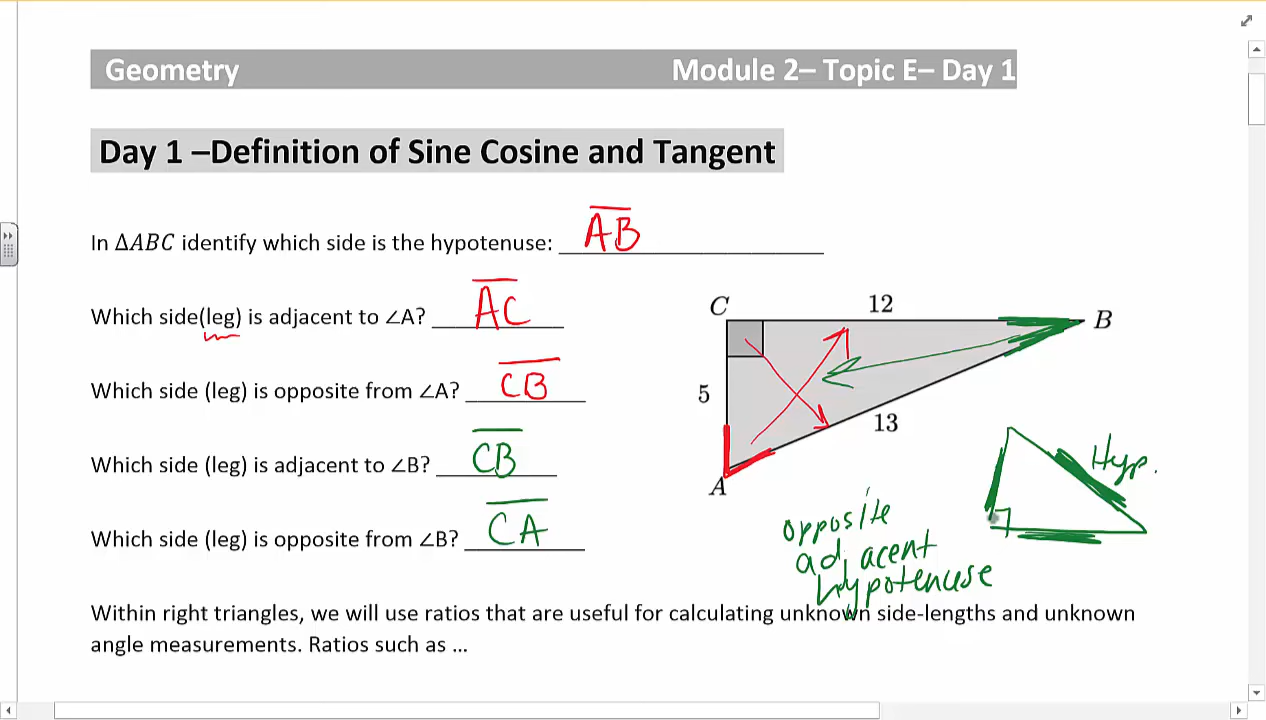 Geometry Module 2– Topic E– Day 1
Day 1 –Definition of Sine Cosine and Tangent
In ΔABC identify which side is the hypotenuse: AB
Which side(leg) is adjacent to ∠A? AC
Which side (leg) is opposite from ∠A? CB
Which side (leg) is adjacent to ∠B? CB
Which side (leg) is opposite from ∠B? CA
C
12
B
5
13
A
Hyp.
opposite
adjacent
hypotenuse
Within right triangles, we will use ratios that are useful for calculating unknown side-lengths and unknown
angle measurements. Ratios such as ...